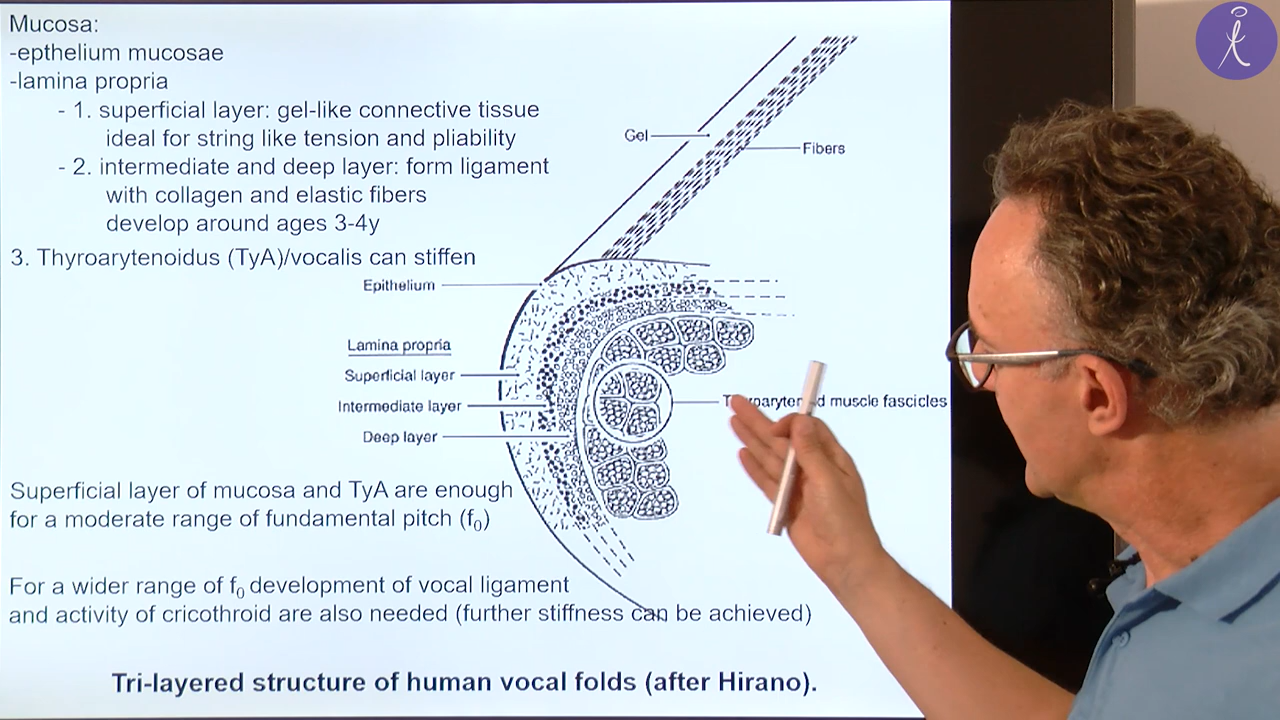 Mucosa:
-epthelium mucosae
-lamina propria
- 1. superficial layer: gel-like connective tissue
ideal for string like tension and pliability
- 2. intermediate and deep layer: form ligament
with collagen and elastic fibers
develop around ages 3-4y
3. Thyroarytenoidus (TyA)/vocalis can stiffen
Gel
Fibers
Epithelium
Lamina propria
Superficial layer
Intermediate layer
Deep layer
muscle fascicles
Superficial layer of mucosa and TyA are enough
for a moderate range of fundamental pitch (f0)
For a wider range of f0 development of vocal ligament
and activity of cricothroid are also needed (further stiffness can be achieved)
Tri-layered structure of human vocal folds (after Hirano).